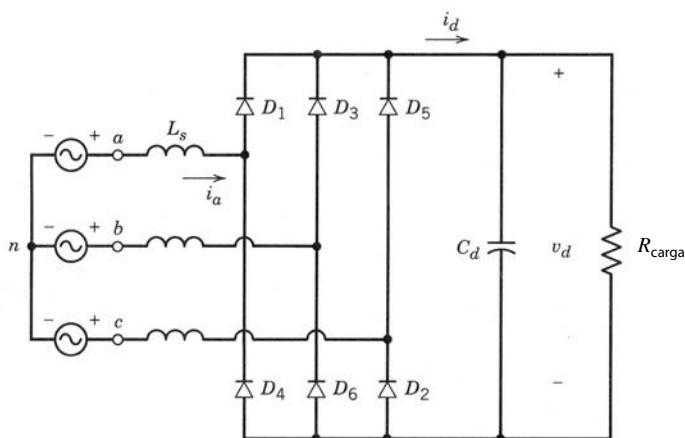 i_d
+
D_1
D_3
D_5
- + a
L_s
i_a
- + b
n
C_d
v_d
R_carga
- + c
D_4
D_6
D_2
-